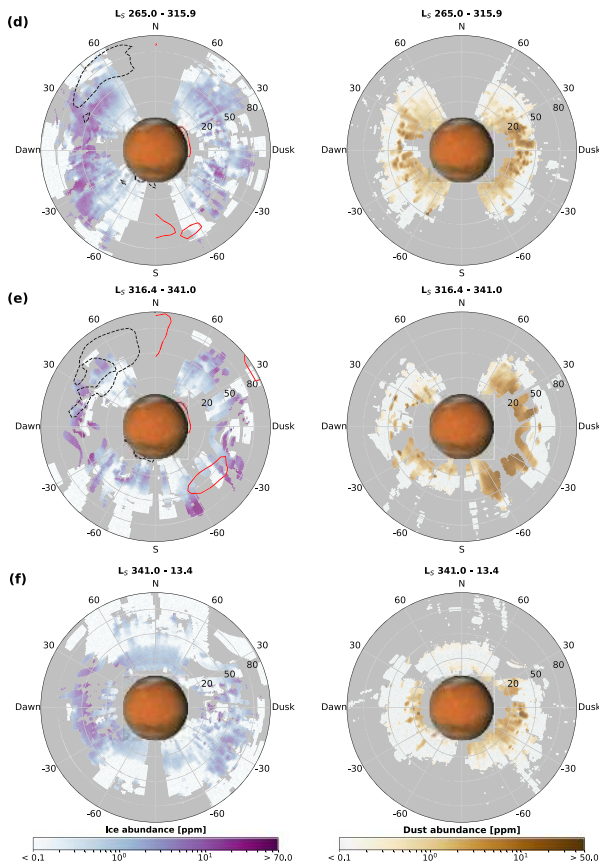 (d)
L_S 265.0 - 315.9
L_S 265.0 - 315.9
N
60 60 60 60
30 30 30 30
80 80
50 50
20 20
Dawn Dusk Dawn Dusk
-30 -30 -30 -30
-60 -60 -60 -60
S
(e)
L_S 316.4 - 341.0
L_S 316.4 - 341.0
N
60 60 60 60
30 30 30 30
80 80
50 50
20 20
Dawn Dusk Dawn Dusk
-30 -30 -30 -30
-60 -60 -60 -60
S
(f)
L_S 341.0 - 13.4
L_S 341.0 - 13.4
N
60 60 60 60
30 30 30 30
80 80
50 50
20 20
Dawn Dusk Dawn Dusk
-30 -30 -30 -30
-60 -60 -60 -60
Ice abundance [ppm] Dust abundance [ppm]
< 0.1 10⁰ 10¹ > 70.0 < 0.1 10⁰ 10¹ > 50.0